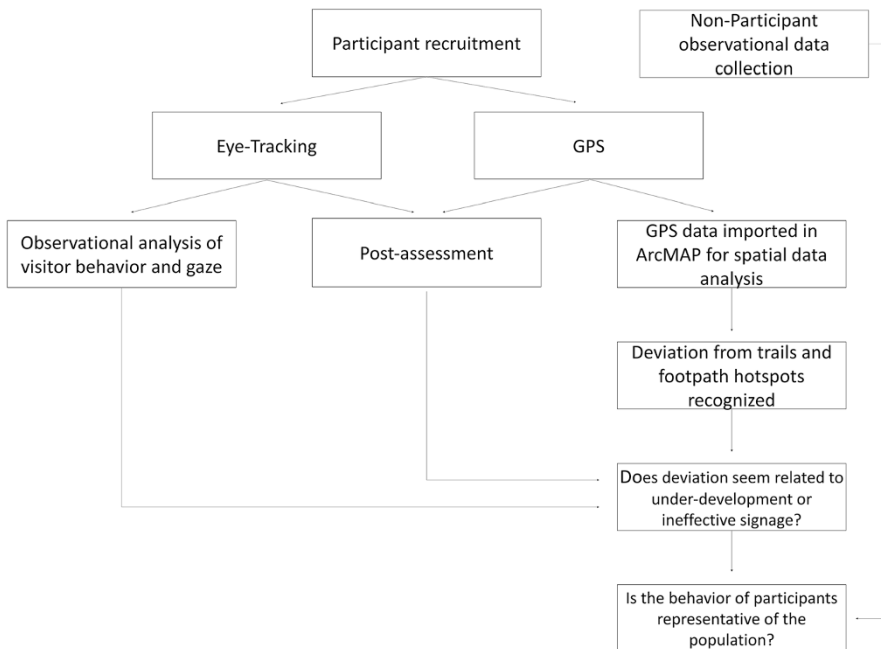 Participant recruitment
Non-Participant
observational data
collection
Eye-Tracking
GPS
Observational analysis of
visitor behavior and gaze
Post-assessment
GPS data imported in
ArcMAP for spatial data
analysis
Deviation from trails and
footpath hotspots
recognized
Does deviation seem related to
under-development or
ineffective signage?
Is the behavior of participants
representative of the
population?